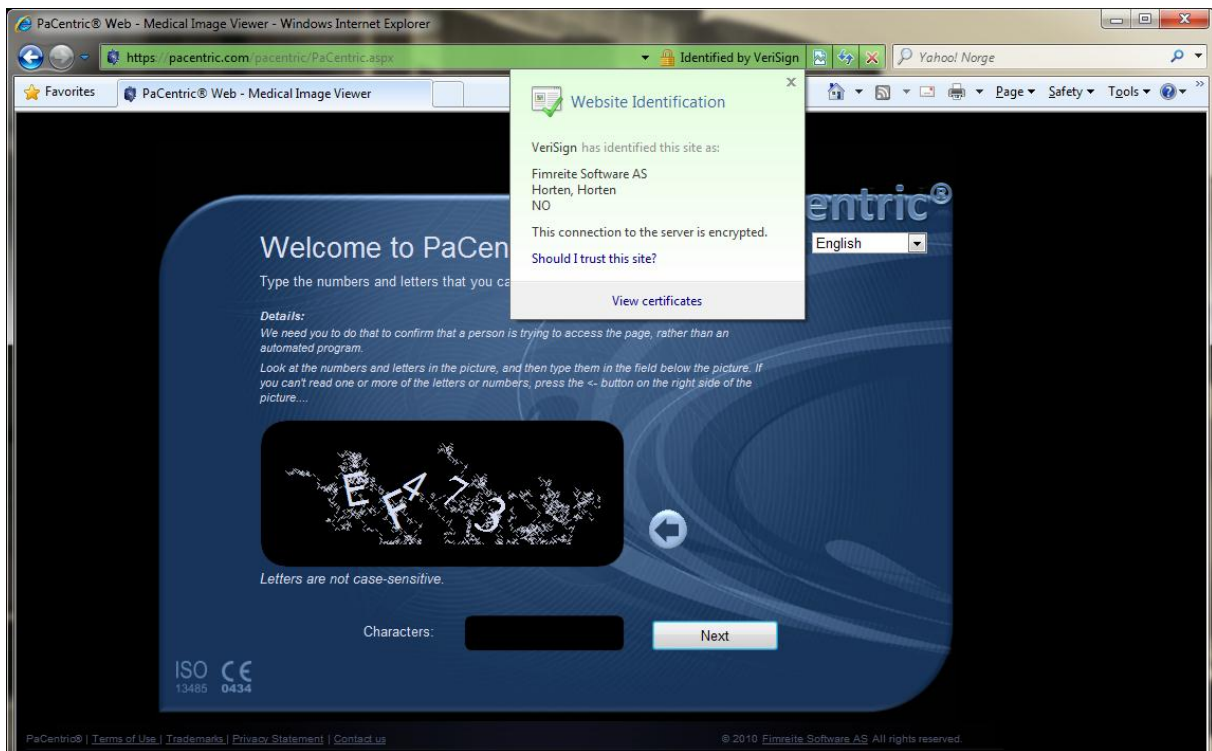 PaCentric® Web - Medical Image Viewer - Windows Internet Explorer
https://pacentric.com/pacentric/PaCentric.aspx
Identified by VeriSign
Yahoo! Norge
Favorites
PaCentric® Web - Medical Image Viewer
Page
Safety
Tools
Website Identification
VeriSign has identified this site as:
Fimreite Software AS
Horten, Horten
NO
This connection to the server is encrypted.
Should I trust this site?
View certificates
entric®
English
Welcome to PaCen
Type the numbers and letters that you ca
Details:
We need you to do that to confirm that a person is trying to access the page, rather than an
automated program.
Look at the numbers and letters in the picture, and then type them in the field below the picture. If
you can't read one or more of the letters or numbers, press the <- button on the right side of the
picture....
EF473
Letters are not case-sensitive.
Characters:
Next
ISO CE
13485 0434
PaCentric® | Terms of Use | Trademarks | Privacy Statement | Contact us
© 2010 Fimreite Software AS All rights reserved.